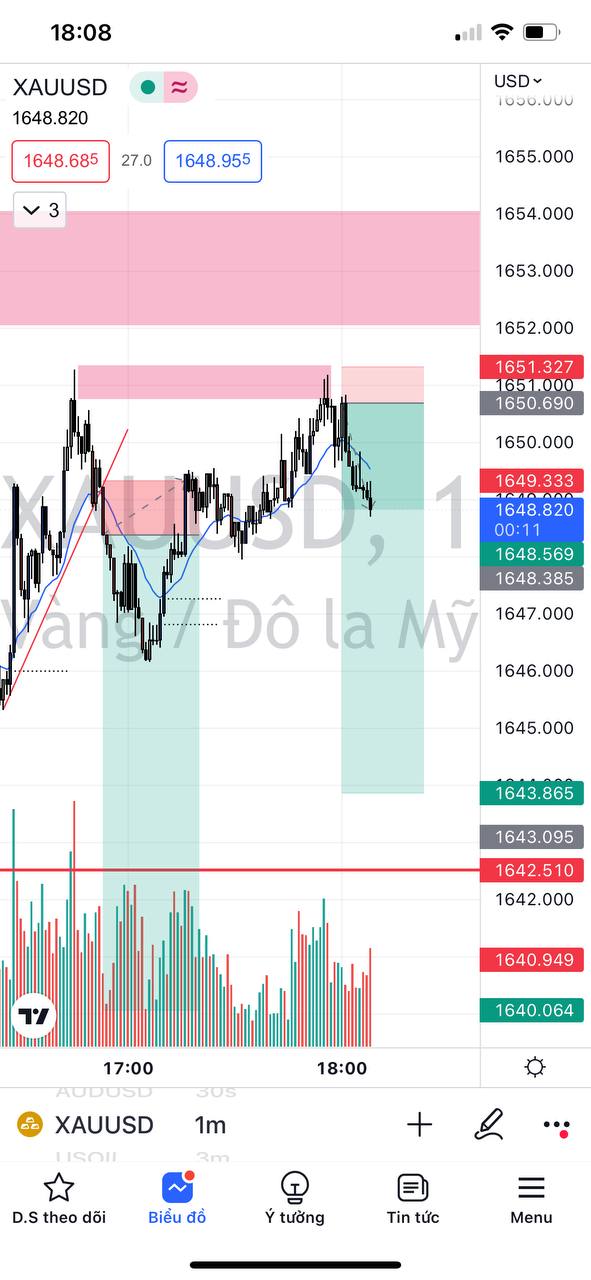 18:08
XAUUSD
USD
1648.820
1656.000
1648.685
27.0
1648.955
1655.000
3
1654.000
1653.000
1652.000
1651.327
1651.000
1650.690
1650.000
1649.333
XAUUSD, 1
1648.820
00:11
1648.569
1648.385
Vàng / Đô la Mỹ
1647.000
1646.000
1645.000
1643.865
1643.095
1642.510
1642.000
1640.949
1640.064
17:00
18:00
AUDUSD 30s
XAUUSD 1m
USOIL 3m
D.S theo dõi
Biểu đồ
Ý tưởng
Tin tức
Menu